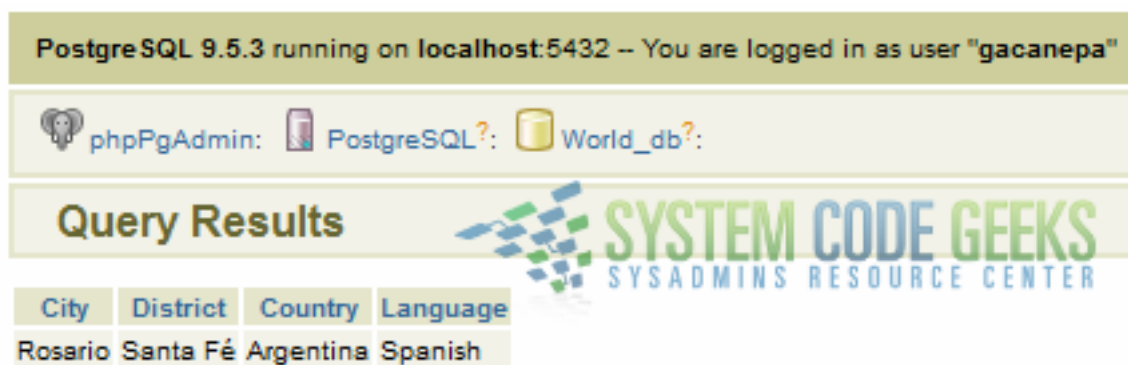 PostgreSQL 9.5.3 running on localhost:5432 -- You are logged in as user "gacanepa"
phpPgAdmin: PostgreSQL?: World_db?:
Query Results
SYSTEM CODE GEEKS
SYSADMINS RESOURCE CENTER
City District Country Language
Rosario Santa Fé Argentina Spanish